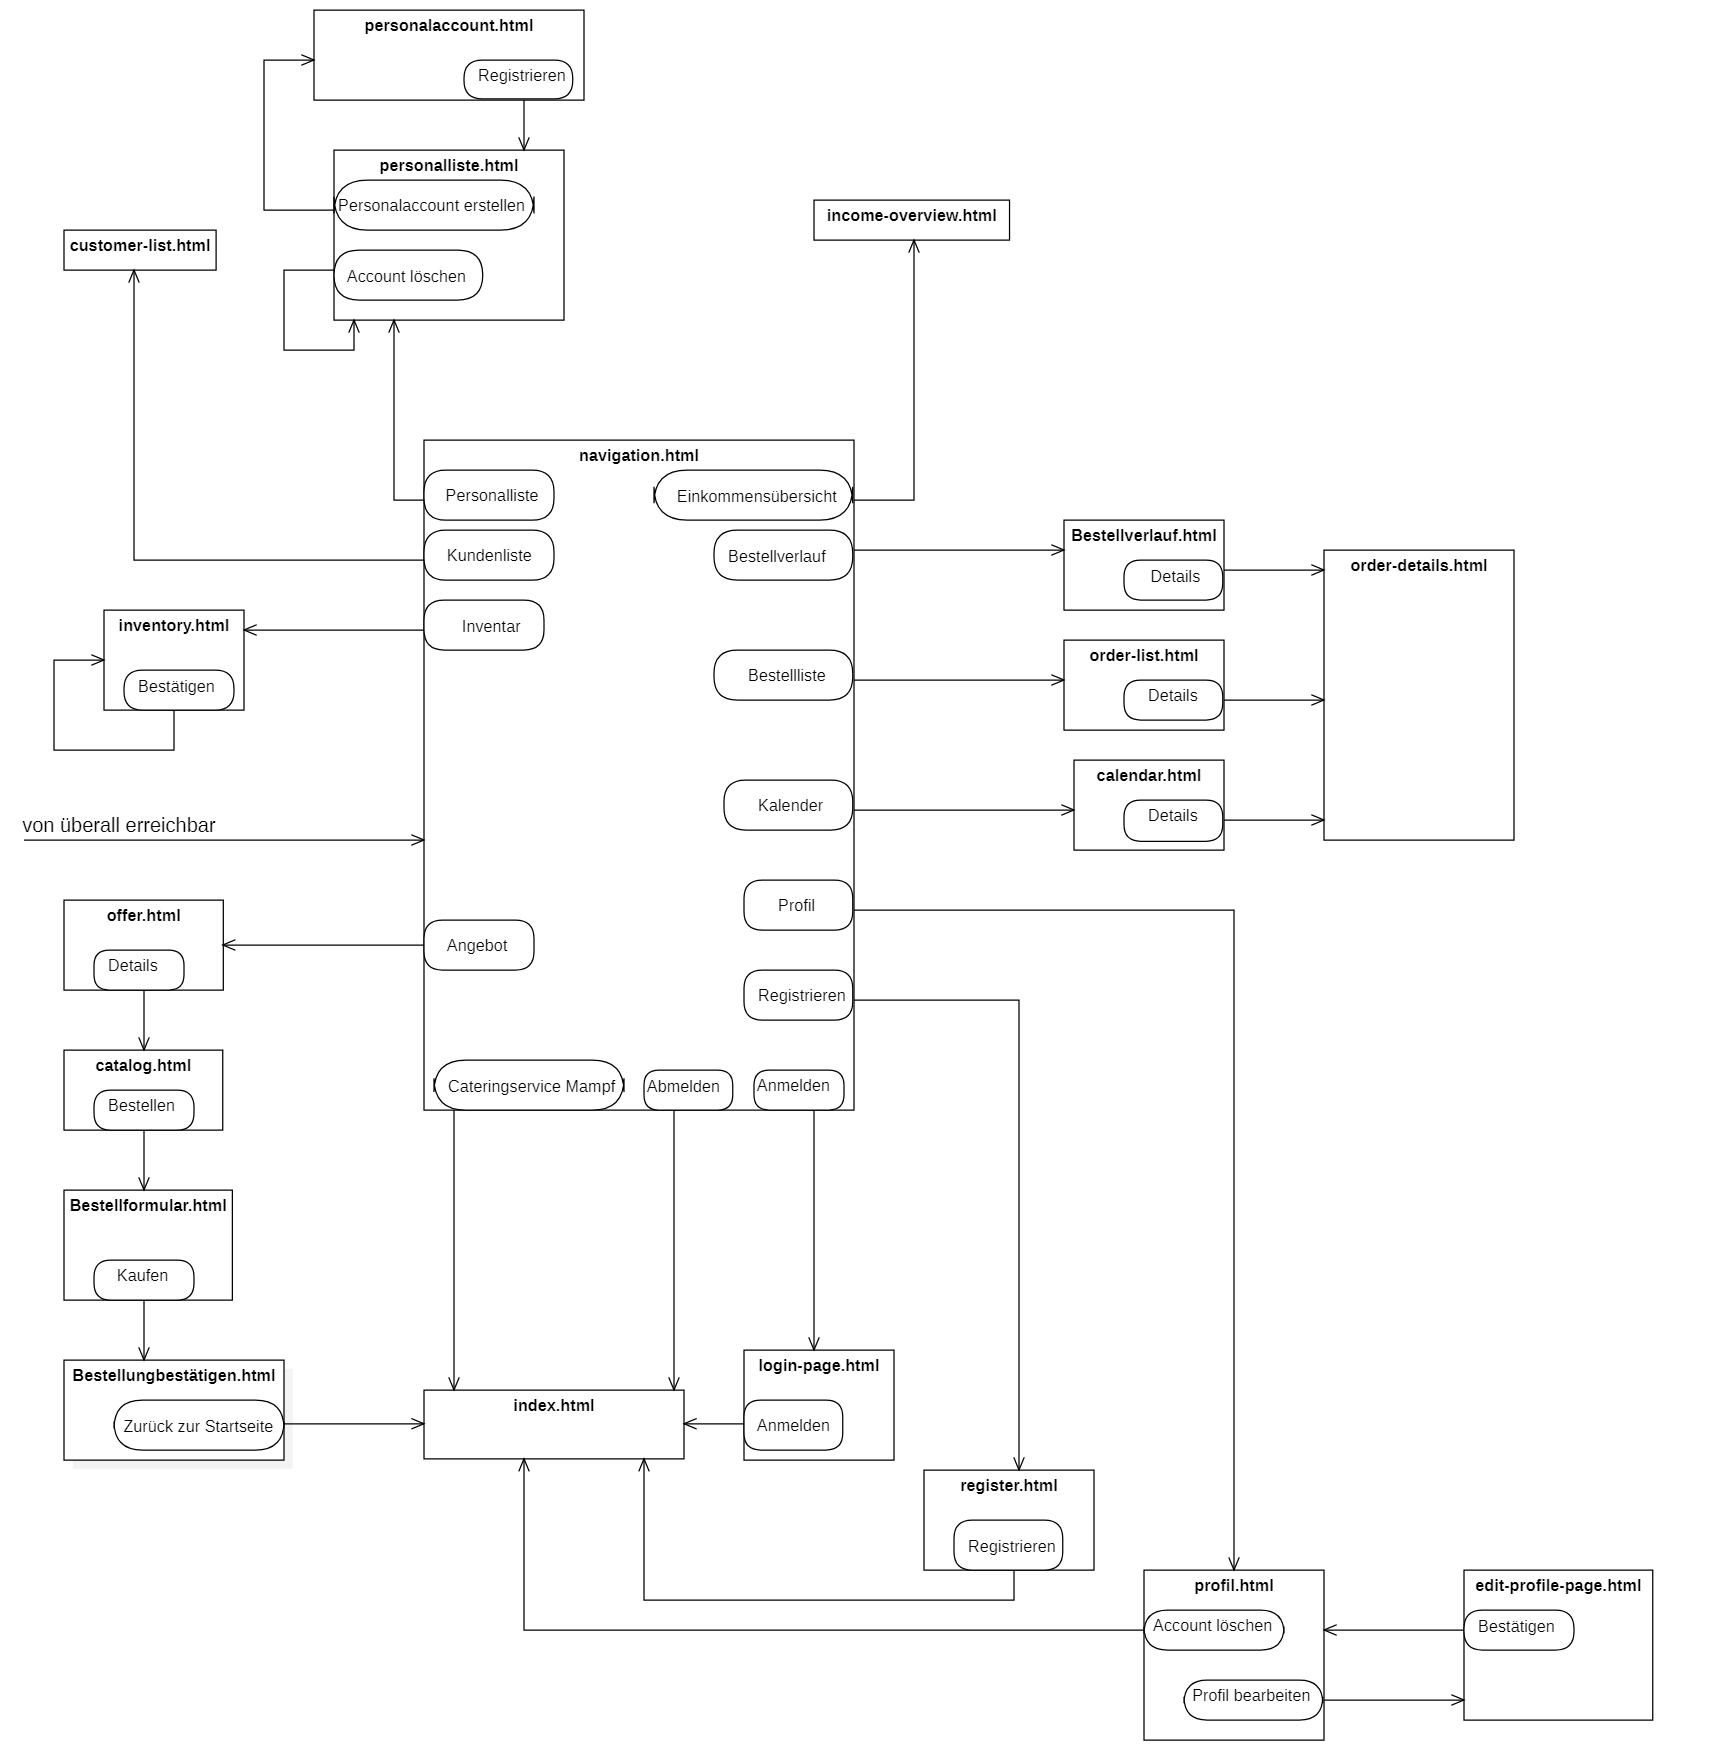 personalaccount.html
Registrieren
personalliste.html
Personalaccount erstellen
Account löschen
customer-list.html
income-overview.html
navigation.html
Personalliste
Einkommensübersicht
Kundenliste
Bestellverlauf
Inventar
Bestellliste
Kalender
Profil
Angebot
Registrieren
Cateringservice Mampf
Abmelden
Anmelden
Bestellverlauf.html
Details
order-details.html
order-list.html
Details
calendar.html
Details
inventory.html
Bestätigen
von überall erreichbar
offer.html
Details
catalog.html
Bestellen
Bestellformular.html
Kaufen
Bestellungbestätigen.html
Zurück zur Startseite
index.html
login-page.html
Anmelden
register.html
Registrieren
profil.html
Account löschen
Profil bearbeiten
edit-profile-page.html
Bestätigen